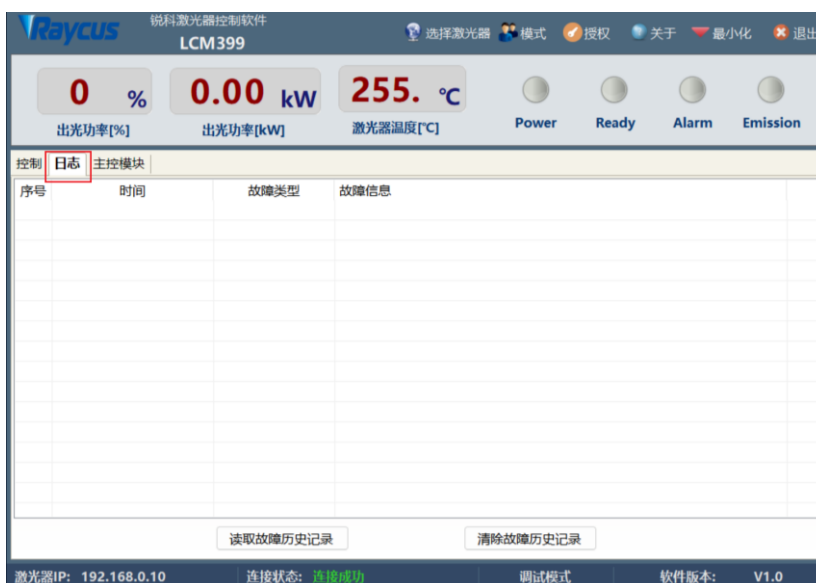 Raycus 锐科激光器控制软件
LCM399
选择激光器 模式 授权 关于 最小化 退出
0 % 0.00 kW 255. ℃
出光功率[%] 出光功率[kW] 激光器温度[℃] Power Ready Alarm Emission
控制 日志 主控模块
序号 时间 故障类型 故障信息
读取故障历史记录 清除故障历史记录
激光器IP: 192.168.0.10 连接状态: 连接成功 调试模式 软件版本: V1.0